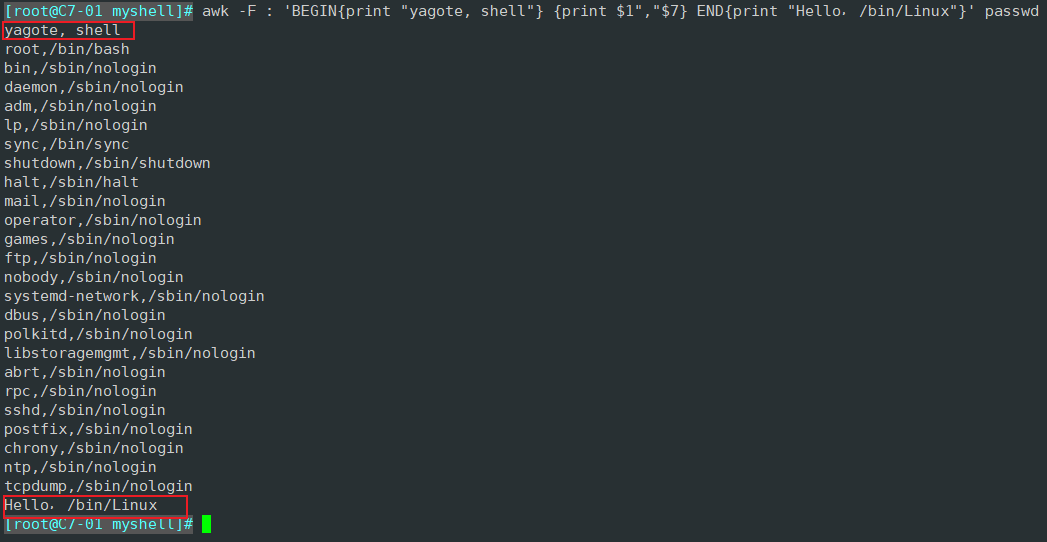 [root@C7-01 myshell]# awk -F : 'BEGIN{print "yagote, shell"} {print $1","$7} END{print "Hello，/bin/Linux"}' passwd
yagote, shell
root,/bin/bash
bin,/sbin/nologin
daemon,/sbin/nologin
adm,/sbin/nologin
lp,/sbin/nologin
sync,/bin/sync
shutdown,/sbin/shutdown
halt,/sbin/halt
mail,/sbin/nologin
operator,/sbin/nologin
games,/sbin/nologin
ftp,/sbin/nologin
nobody,/sbin/nologin
systemd-network,/sbin/nologin
dbus,/sbin/nologin
polkitd,/sbin/nologin
libstoragemgmt,/sbin/nologin
abrt,/sbin/nologin
rpc,/sbin/nologin
sshd,/sbin/nologin
postfix,/sbin/nologin
chrony,/sbin/nologin
ntp,/sbin/nologin
tcpdump,/sbin/nologin
Hello，/bin/Linux
[root@C7-01 myshell]#